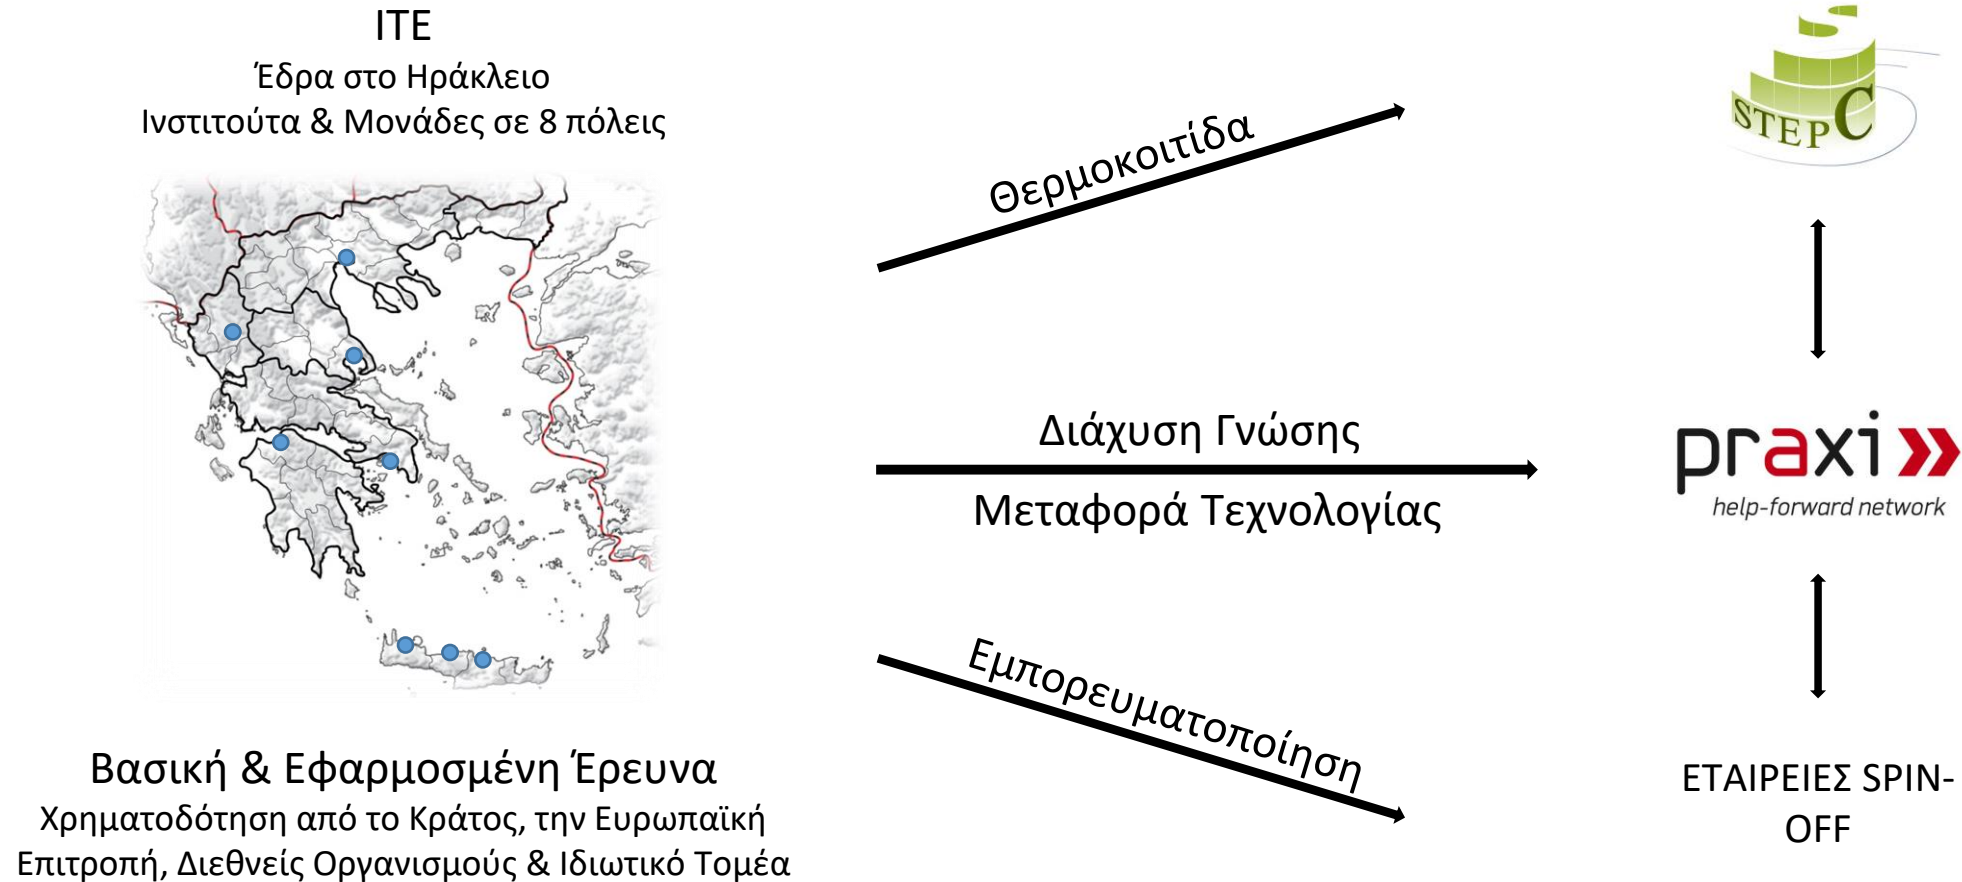 ΙΤΕ
Έδρα στο Ηράκλειο
Ινστιτούτα & Μονάδες σε 8 πόλεις
Βασική & Εφαρμοσμένη Έρευνα
Χρηματοδότηση από το Κράτος, την Ευρωπαϊκή
Επιτροπή, Διεθνείς Οργανισμούς & Ιδιωτικό Τομέα
Θερμοκοιτίδα
Διάχυση Γνώσης
Μεταφορά Τεχνολογίας
Εμπορευματοποίηση
S
STEP C
praxi »
help-forward network
ΕΤΑΙΡΕΙΕΣ SPIN-
OFF